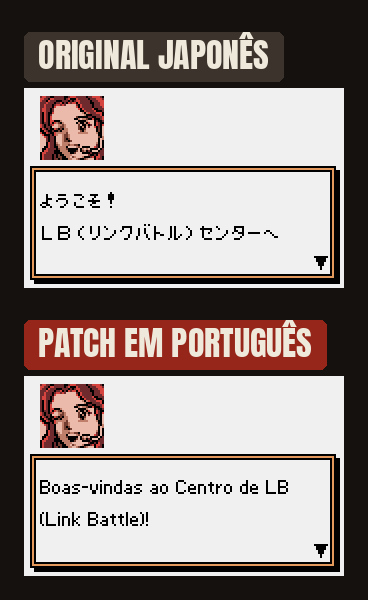 ORIGINAL JAPONÊS
ようこそ！
LB(リンクバトル)センターへ
PATCH EM PORTUGUÊS
Boas-vindas ao Centro de LB
(Link Battle)!